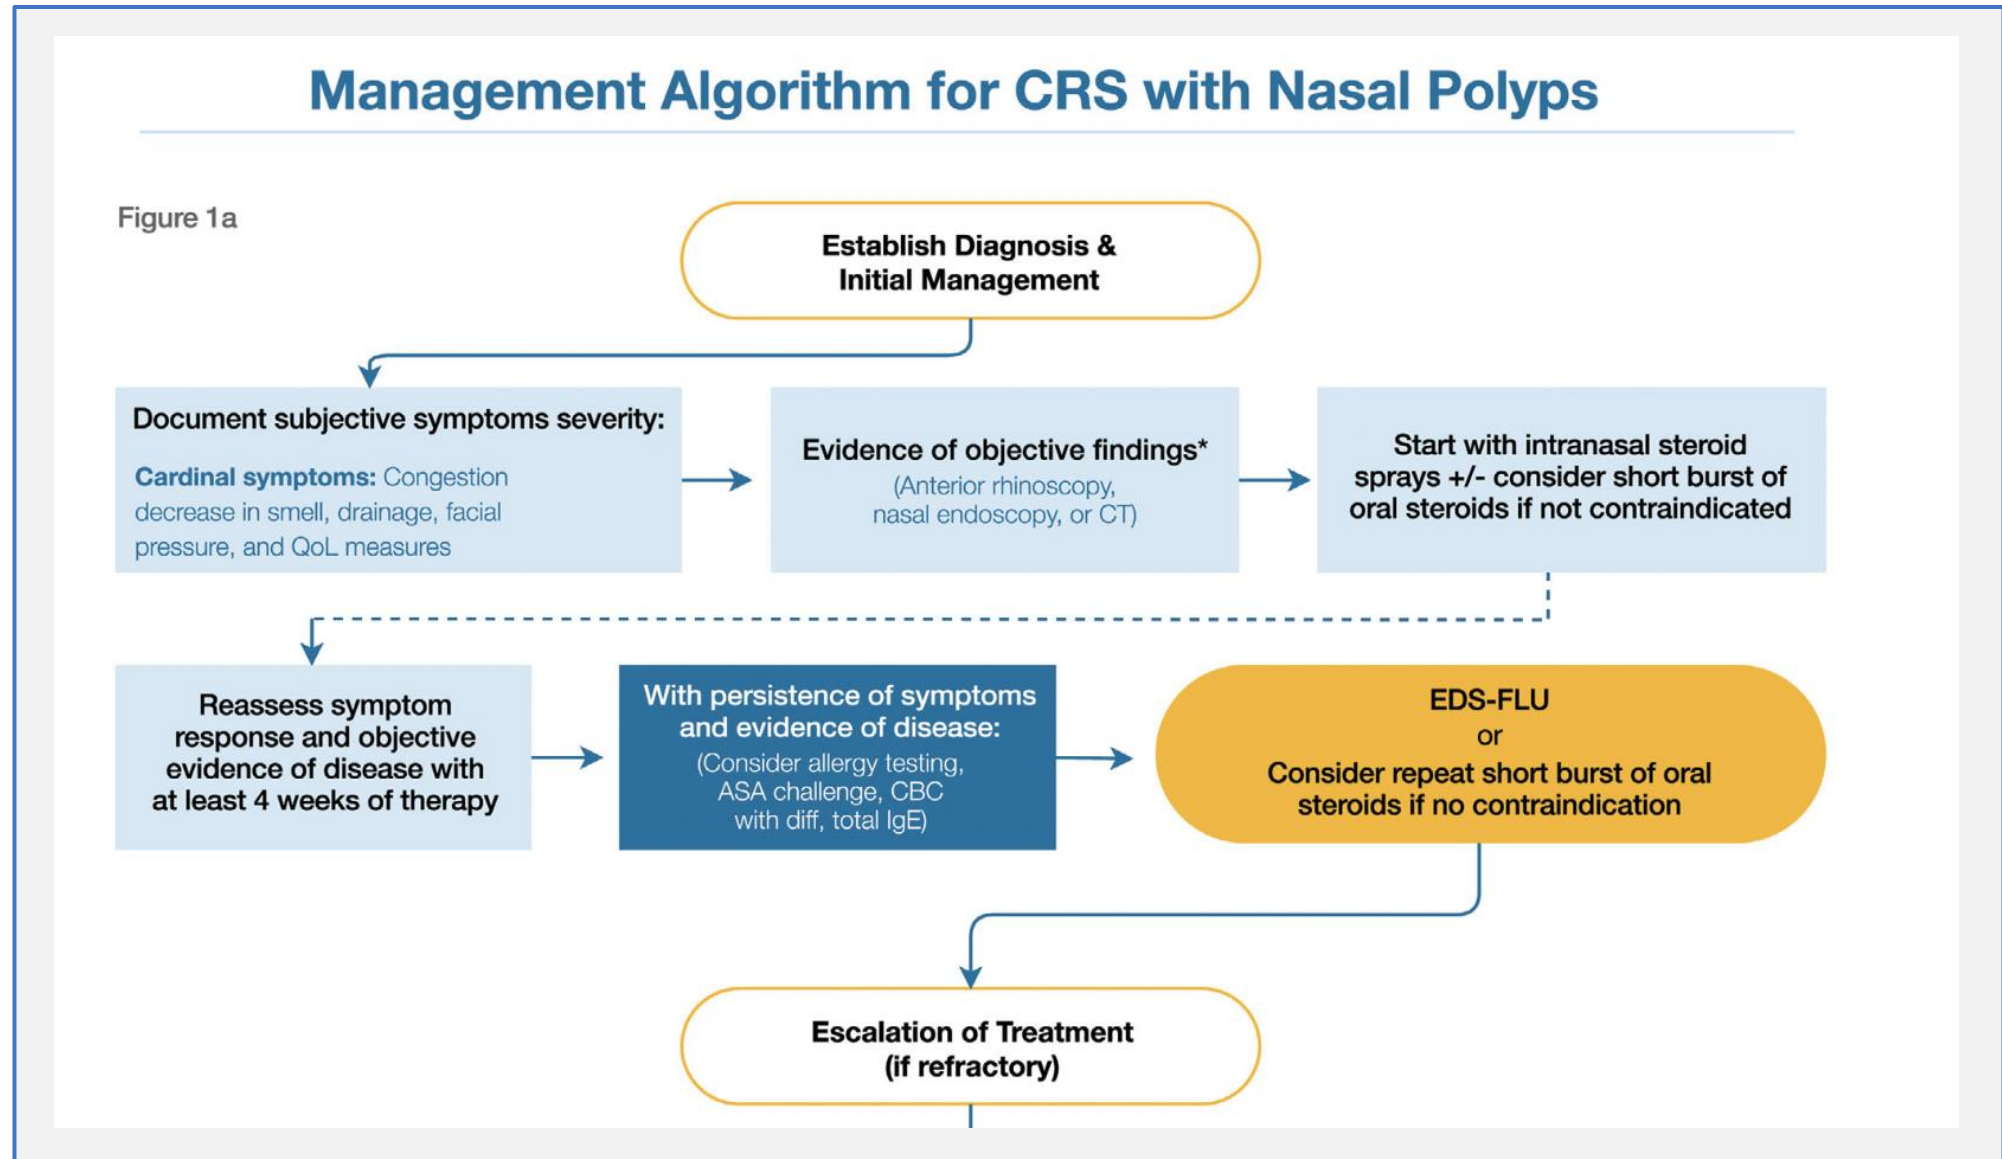 Management Algorithm for CRS with Nasal Polyps
Figure 1a
Establish Diagnosis &
Initial Management
Document subjective symptoms severity:
Cardinal symptoms: Congestion
decrease in smell, drainage, facial
pressure, and QoL measures
Evidence of objective findings*
(Anterior rhinoscopy,
nasal endoscopy, or CT)
Start with intranasal steroid
sprays +/- consider short burst of
oral steroids if not contraindicated
Reassess symptom
response and objective
evidence of disease with
at least 4 weeks of therapy
With persistence of symptoms
and evidence of disease:
(Consider allergy testing,
ASA challenge, CBC
with diff, total IgE)
EDS-FLU
or
Consider repeat short burst of oral
steroids if no contraindication
Escalation of Treatment
(if refractory)